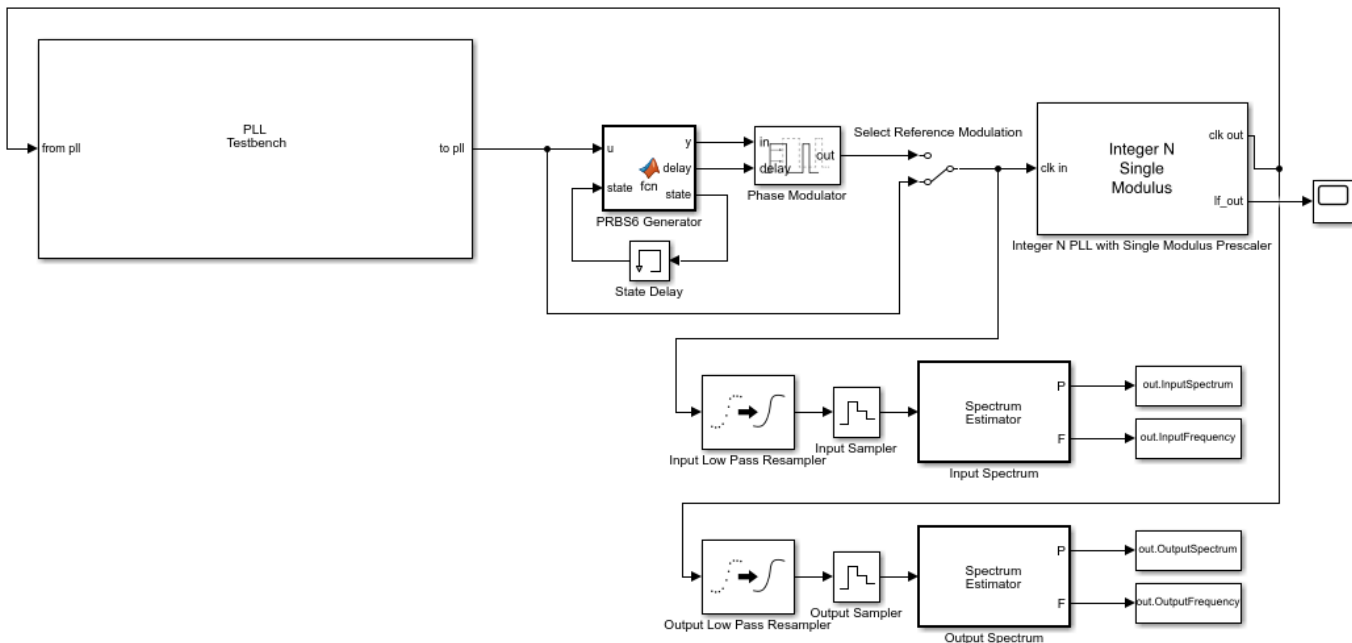 PLL
Testbench
from pll
to pll
u
state
fcn
y
delay
state
PRBS6 Generator
State Delay
in
delay
out
Phase Modulator
Select Reference Modulation
clk in
Integer N
Single
Modulus
clk out
lf_out
Integer N PLL with Single Modulus Prescaler
Input Low Pass Resampler
Input Sampler
Spectrum
Estimator
P
F
Input Spectrum
out.InputSpectrum
out.InputFrequency
Output Low Pass Resampler
Output Sampler
Spectrum
Estimator
P
F
Output Spectrum
out.OutputSpectrum
out.OutputFrequency